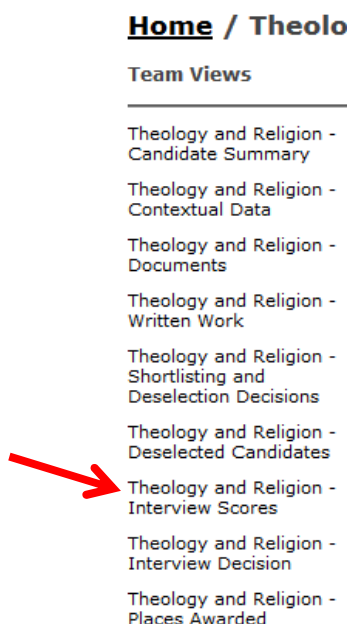 Home / Theolo
Team Views
Theology and Religion -
Candidate Summary
Theology and Religion -
Contextual Data
Theology and Religion -
Documents
Theology and Religion -
Written Work
Theology and Religion -
Shortlisting and
Deselection Decisions
Theology and Religion -
Deselected Candidates
Theology and Religion -
Interview Scores
Theology and Religion -
Interview Decision
Theology and Religion -
Places Awarded